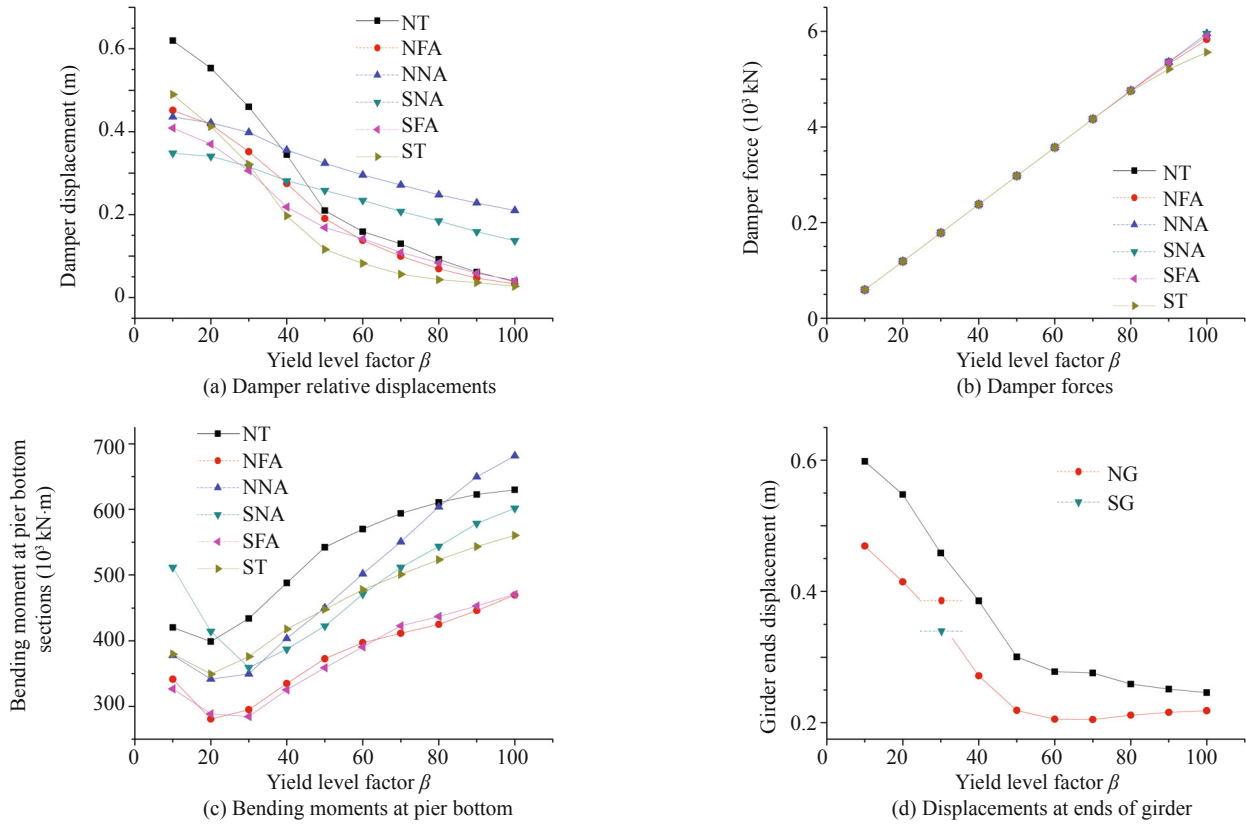 Damper displacement (m)
0.6
0.4
0.2
0
NT
NFA
NNA
SNA
SFA
ST
0 20 40 60 80 100
Yield level factor β
(a) Damper relative displacements
Damper force (10³ kN)
6
4
0.2
0
NT
NFA
NNA
SNA
SFA
ST
0 20 40 60 80 100
Yield level factor β
(b) Damper forces
Bending moment at pier bottom
sections (10³ kN·m)
700
600
500
400
300
NT
NFA
NNA
SNA
SFA
ST
0 20 40 60 80 100
Yield level factor β
(c) Bending moments at pier bottom
Girder ends displacement (m)
0.6
0.4
0.2
NG
SG
0 20 40 60 80 100
Yield level factor β
(d) Displacements at ends of girder